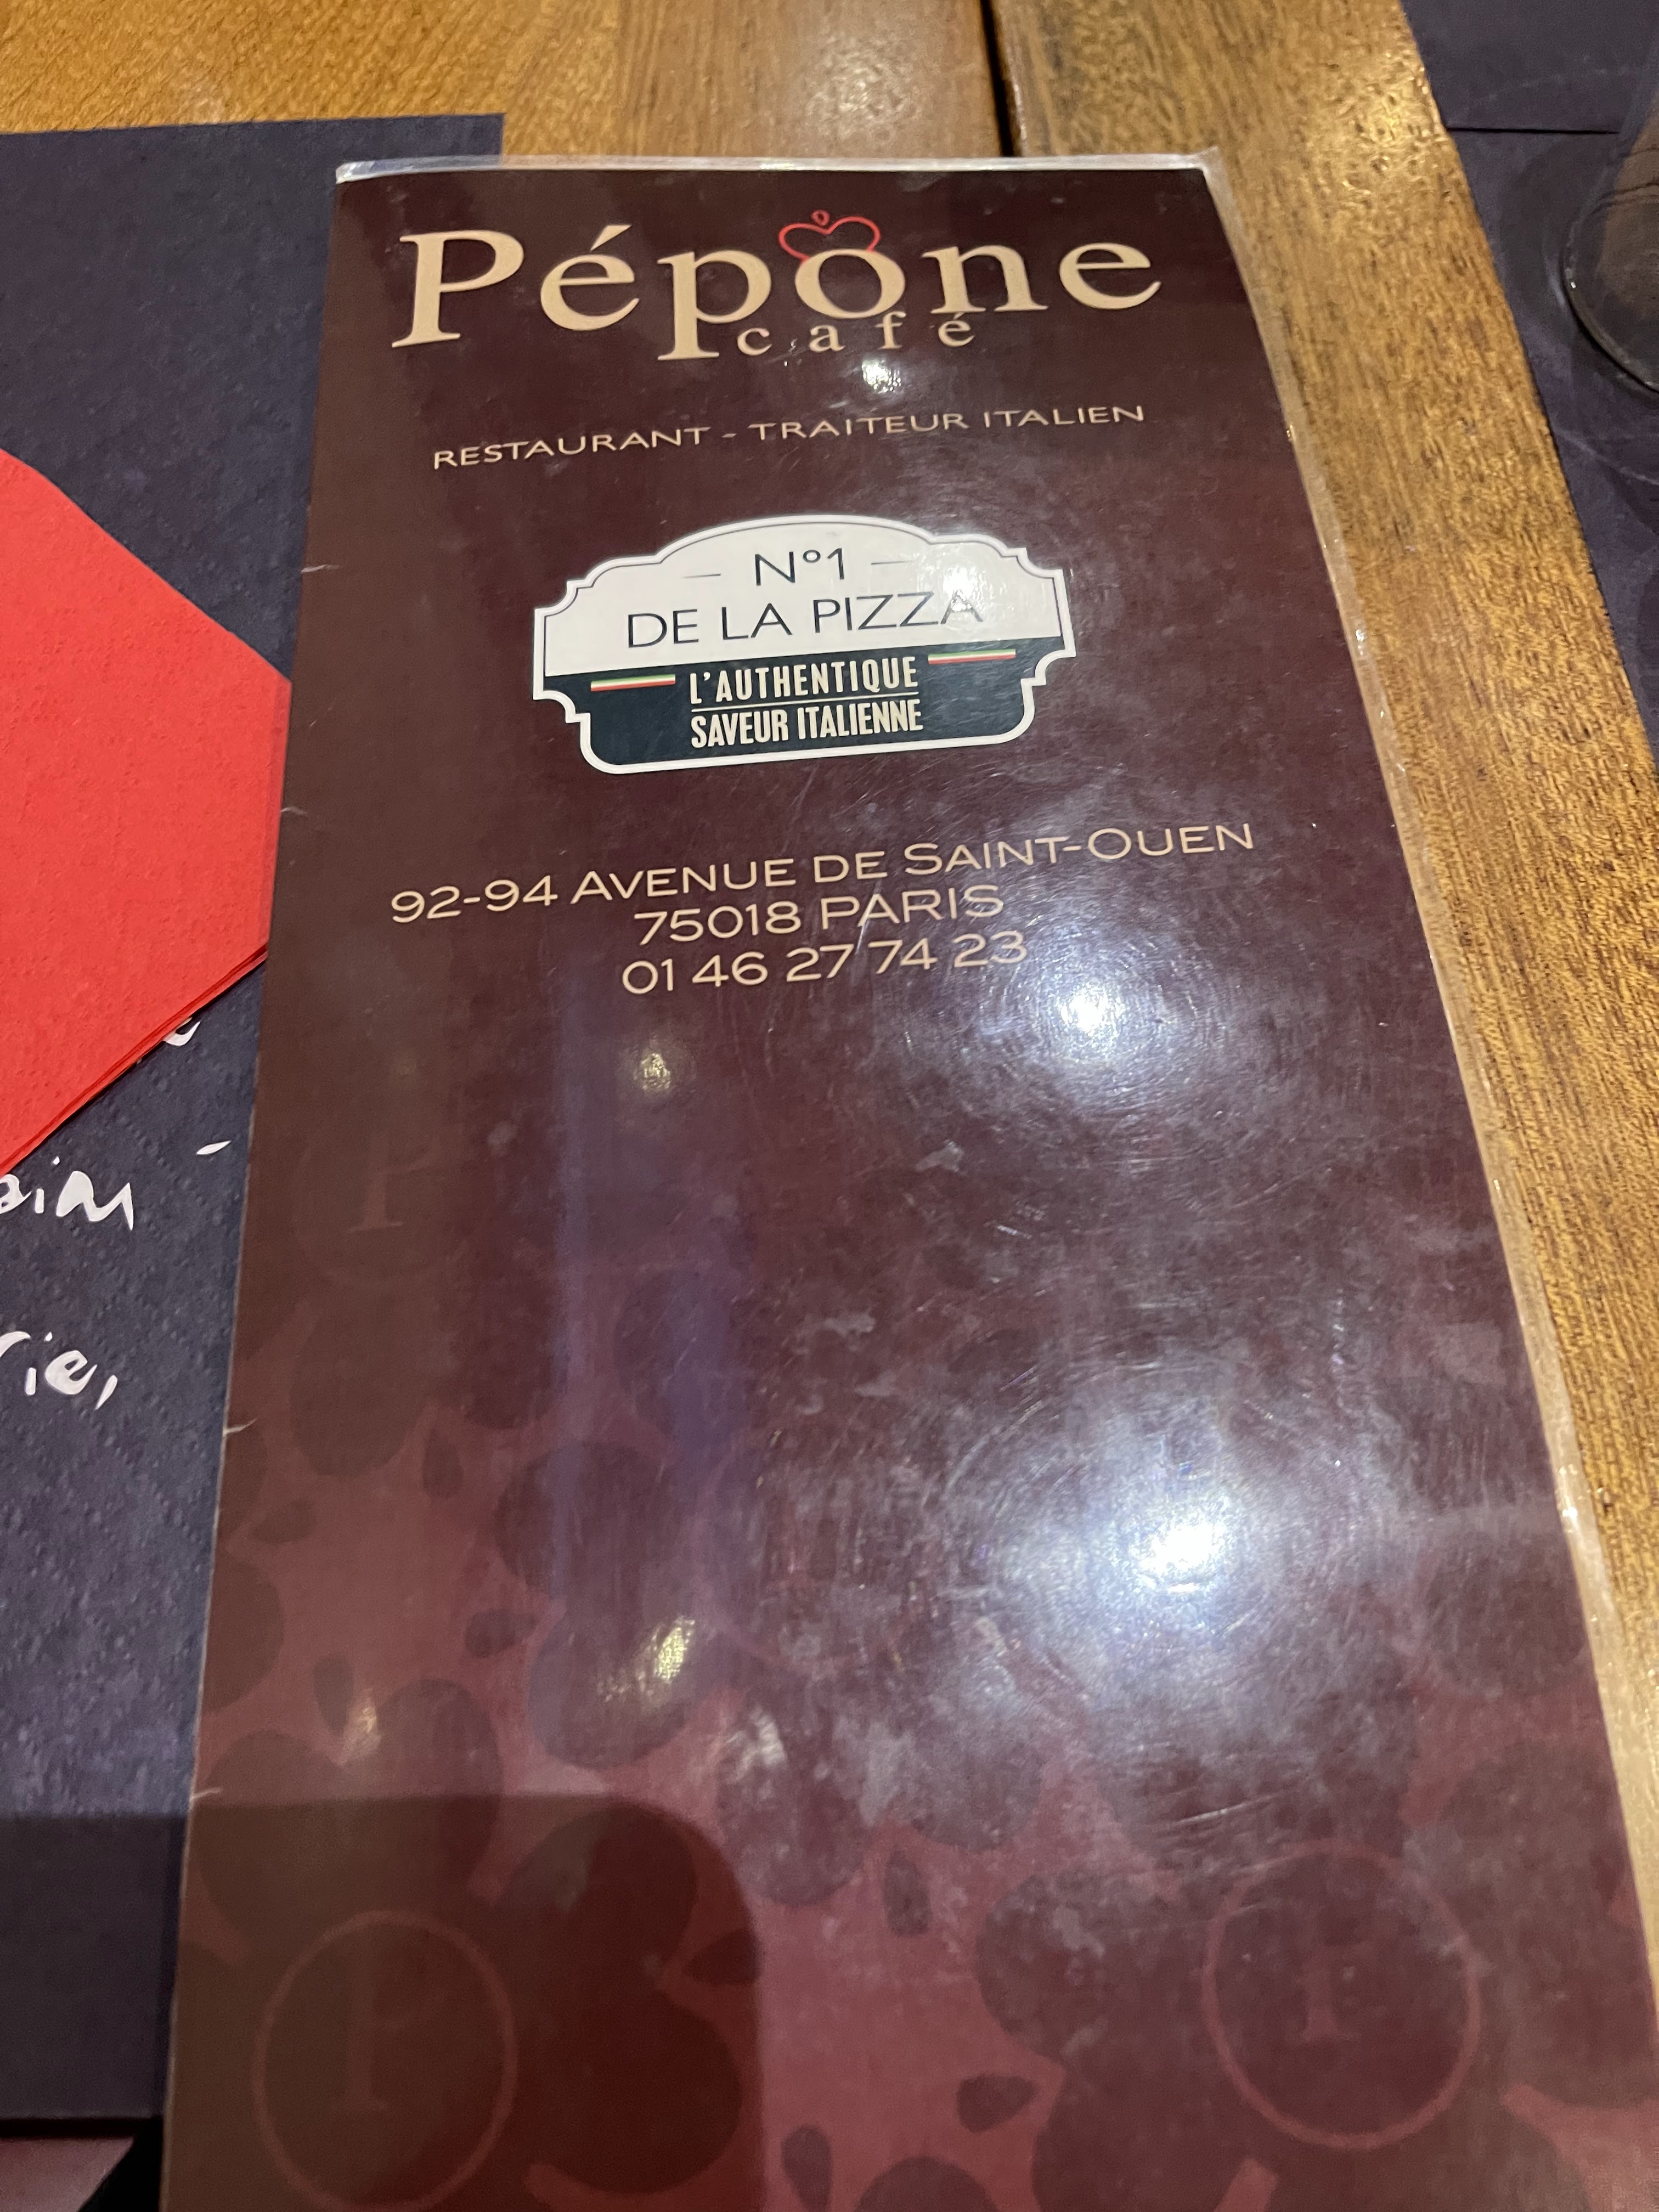 Pépone
café
RESTAURANT - TRAITEUR ITALIEN
N°1
DE LA PIZZA
L'AUTHENTIQUE
SAVEUR ITALIENNE
92-94 AVENUE DE SAINT-OUEN
75018 PARIS
01 46 27 74 23